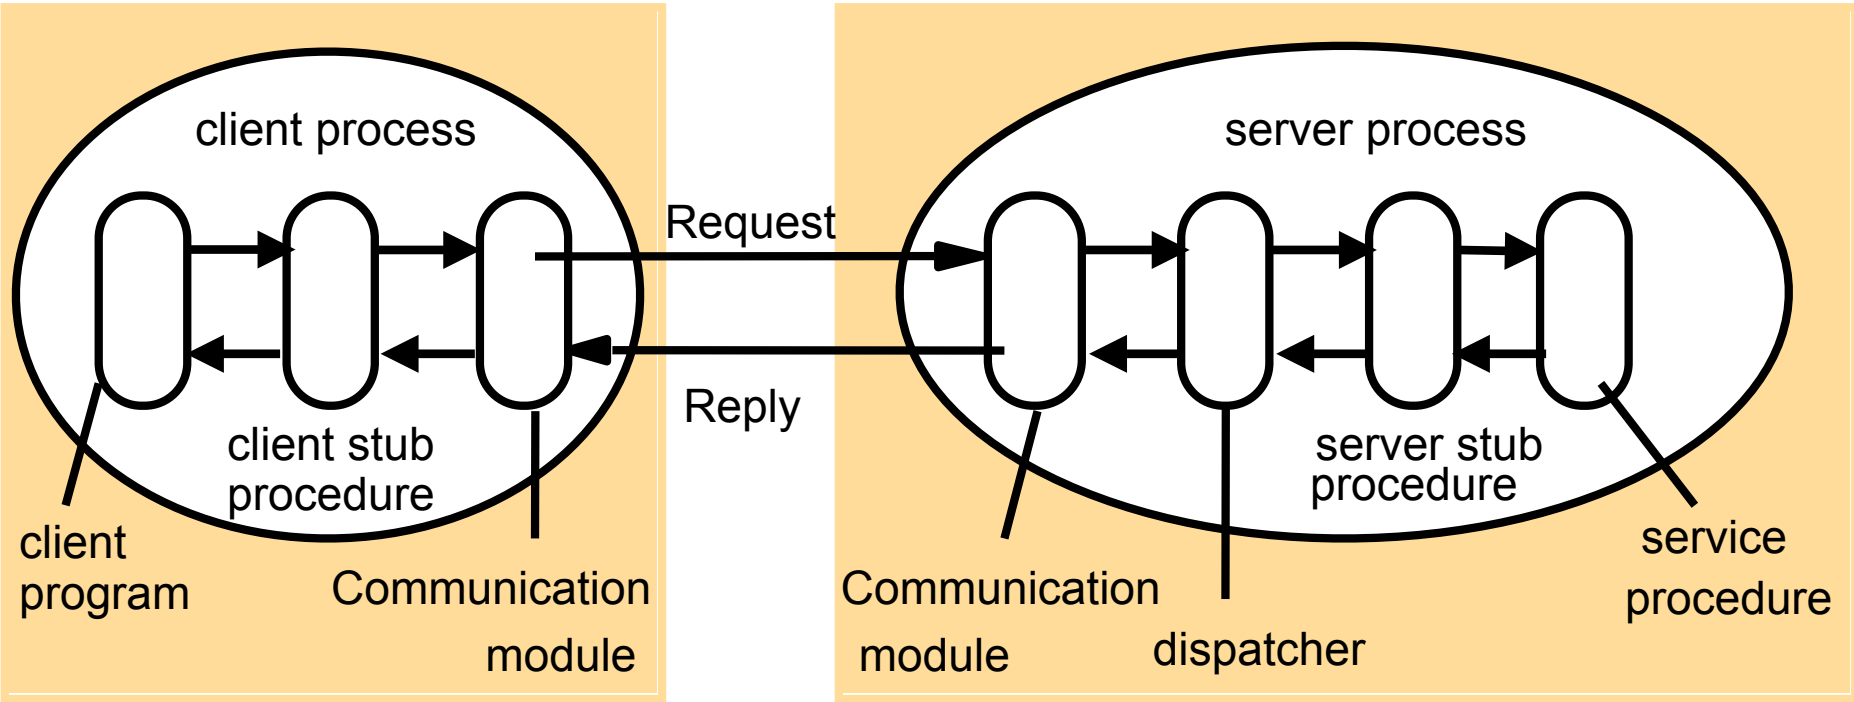 client process
server process
Request
Reply
client stub
procedure
server stub
procedure
client
program
Communication
module
Communication
module
dispatcher
service
procedure